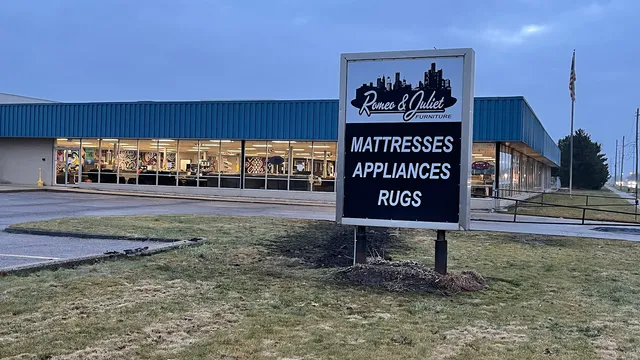 Romeo & Juliet
FURNITURE
MATTRESSES
APPLIANCES
RUGS